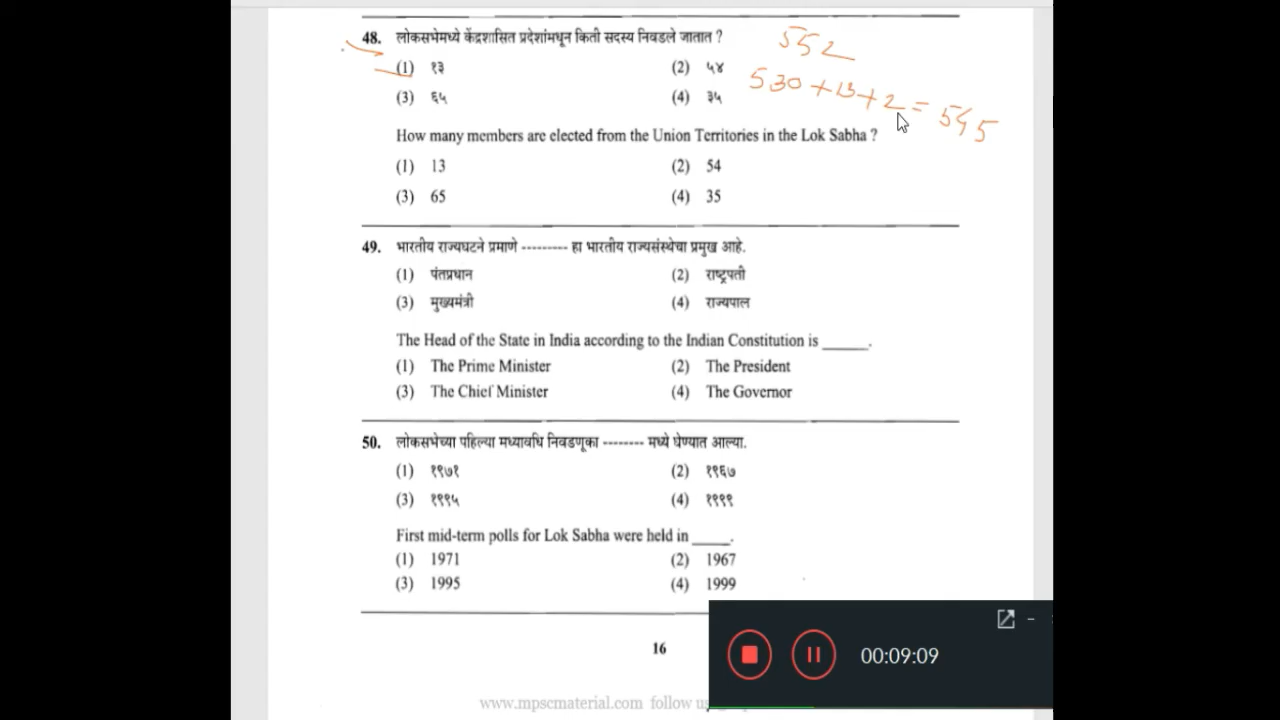 48. लोकसभेमध्ये केंद्रशासित प्रदेशांमधून किती सदस्य निवडले जातात ?
552
(1) १३ (2) ५४
530 + 13 + 2 = 545
(3) ६५ (4) ३५
How many members are elected from the Union Territories in the Lok Sabha ?
(1) 13 (2) 54
(3) 65 (4) 35
49. भारतीय राज्यघटने प्रमाणे --------- हा भारतीय राज्यसंस्थेचा प्रमुख आहे.
(1) पंतप्रधान (2) राष्ट्रपती
(3) मुख्यमंत्री (4) राज्यपाल
The Head of the State in India according to the Indian Constitution is _____.
(1) The Prime Minister (2) The President
(3) The Chief Minister (4) The Governor
50. लोकसभेच्या पहिल्या मध्यावधि निवडणूका -------- मध्ये घेण्यात आल्या.
(1) १९७१ (2) १९६७
(3) १९९५ (4) १९९९
First mid-term polls for Lok Sabha were held in _____.
(1) 1971 (2) 1967
(3) 1995 (4) 1999
16
00:09:09
www.mpscmaterial.com follow